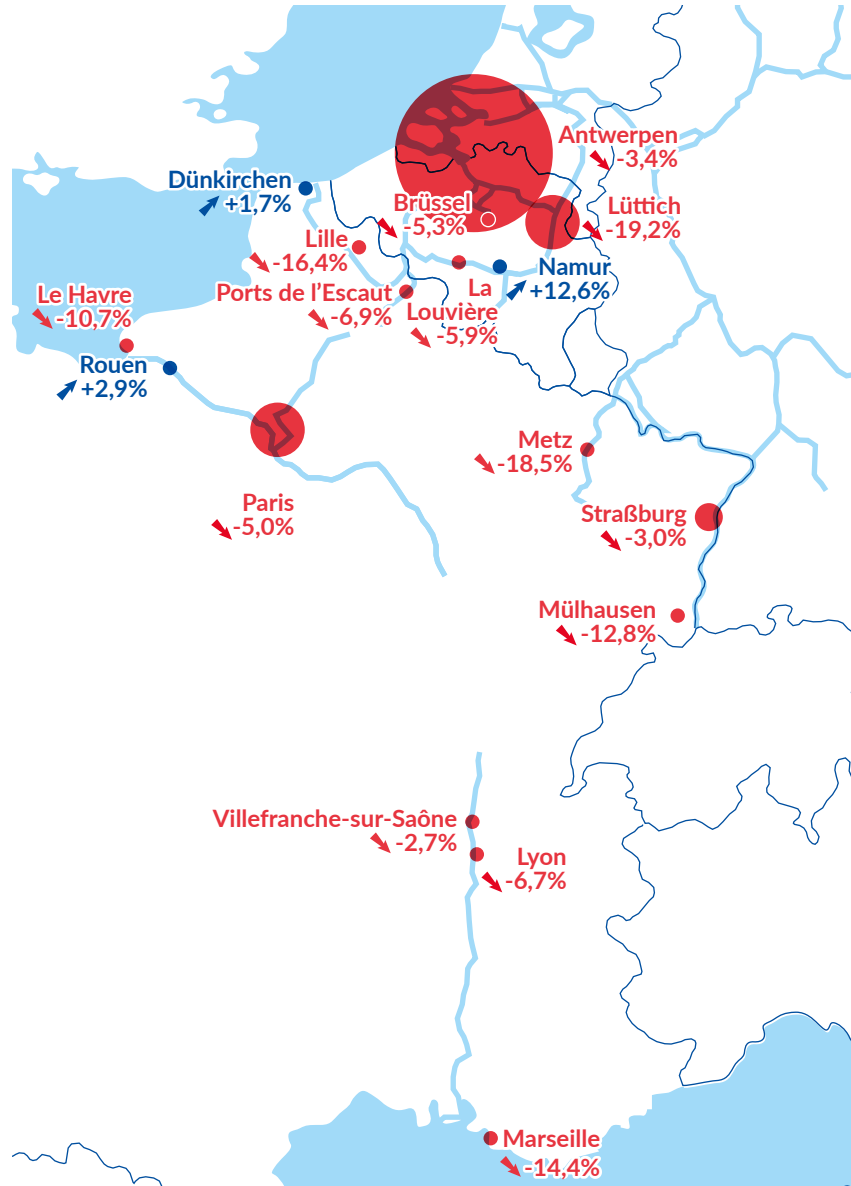 Antwerpen
-3,4%
Dünkirchen
+1,7%
Brüssel
-5,3%
Lüttich
-19,2%
Lille
-16,4%
Namur
+12,6%
Le Havre
-10,7%
Ports de l’Escaut
-6,9%
La
Louvière
-5,9%
Rouen
+2,9%
Metz
-18,5%
Paris
-5,0%
Straßburg
-3,0%
Mülhausen
-12,8%
Villefranche-sur-Saône
-2,7%
Lyon
-6,7%
Marseille
-14,4%